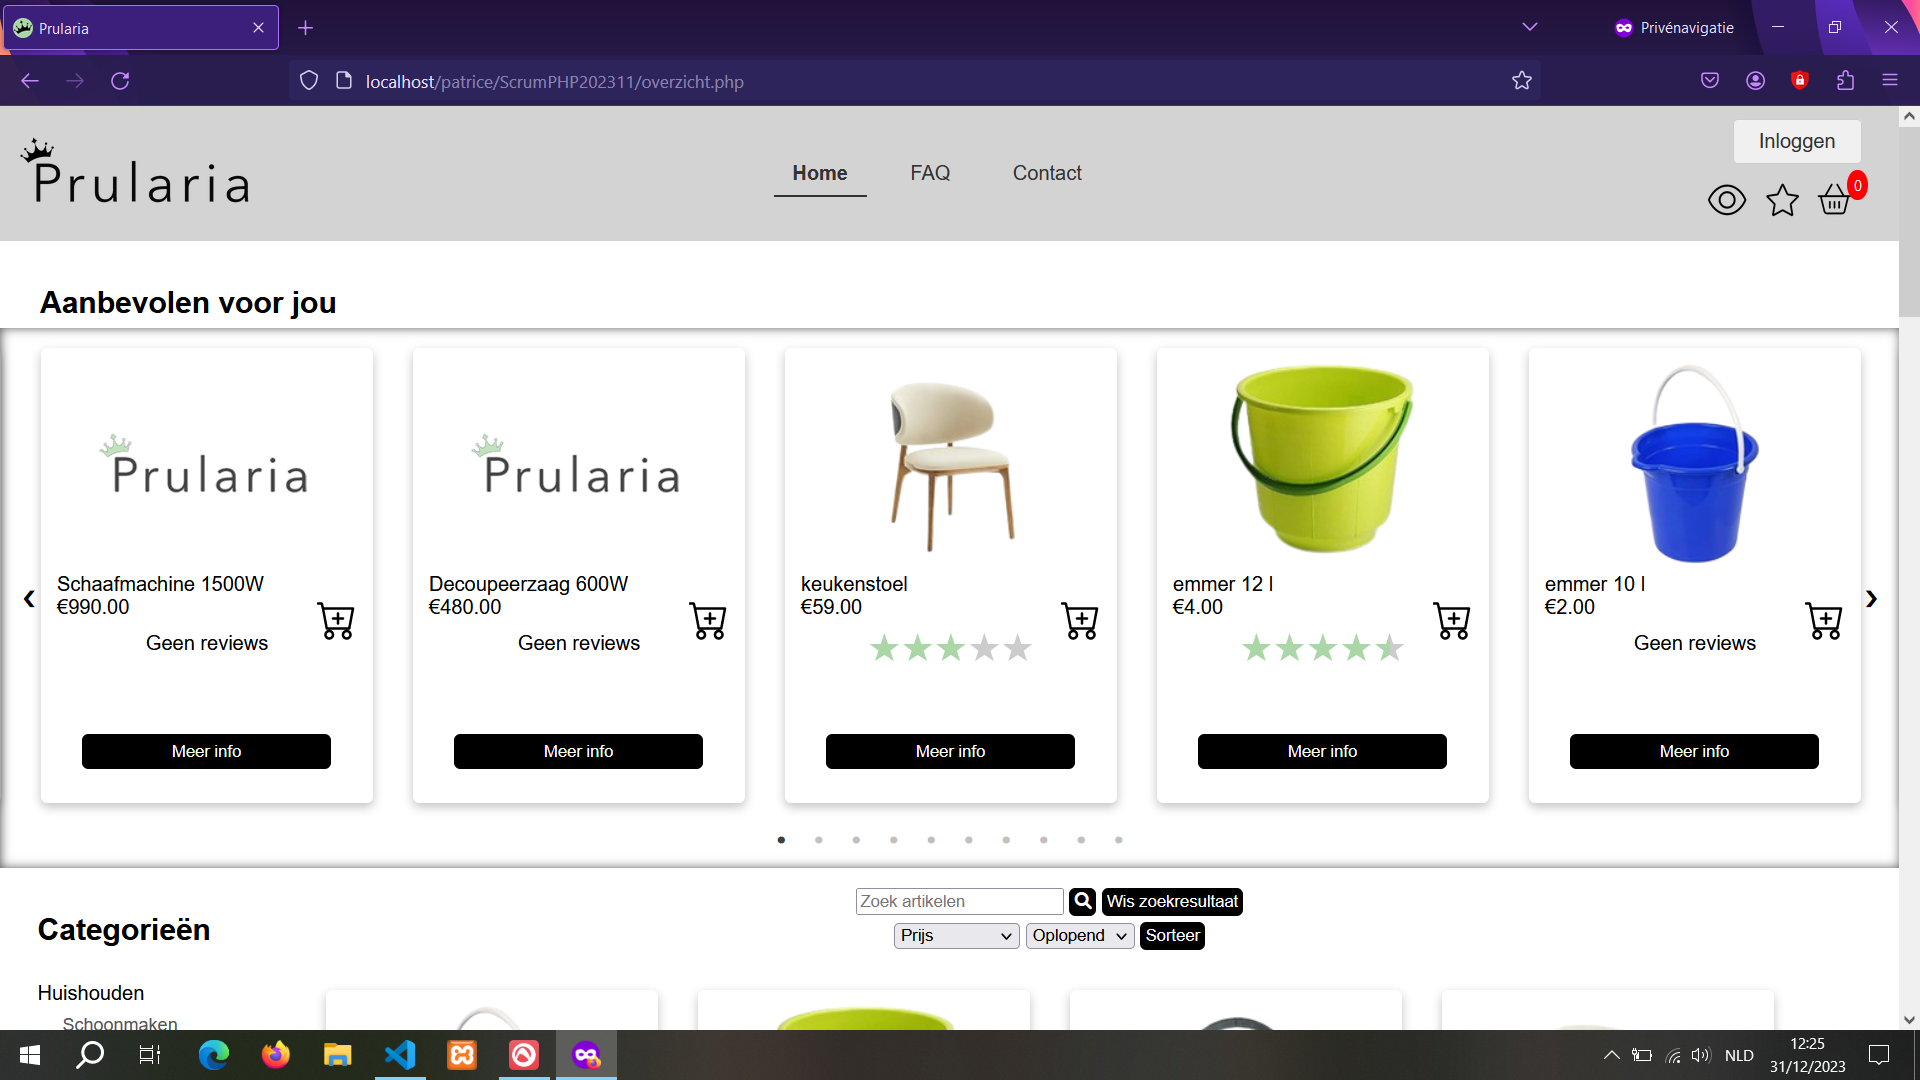 Prularia
Privénavigatie
localhost/patrice/ScrumPHP202311/overzicht.php
Prularia
Home
FAQ
Contact
Inloggen
0
Aanbevolen voor jou
Prularia
Schaafmachine 1500W
€990.00
Geen reviews
Meer info
Prularia
Decoupeerzaag 600W
€480.00
Geen reviews
Meer info
keukenstoel
€59.00
Meer info
emmer 12 l
€4.00
Meer info
emmer 10 l
€2.00
Geen reviews
Meer info
Categorieën
Huishouden
Schoonmaken
Zoek artikelen
Wis zoekresultaat
Prijs
Oplopend
Sorteer
NLD
12:25
31/12/2023